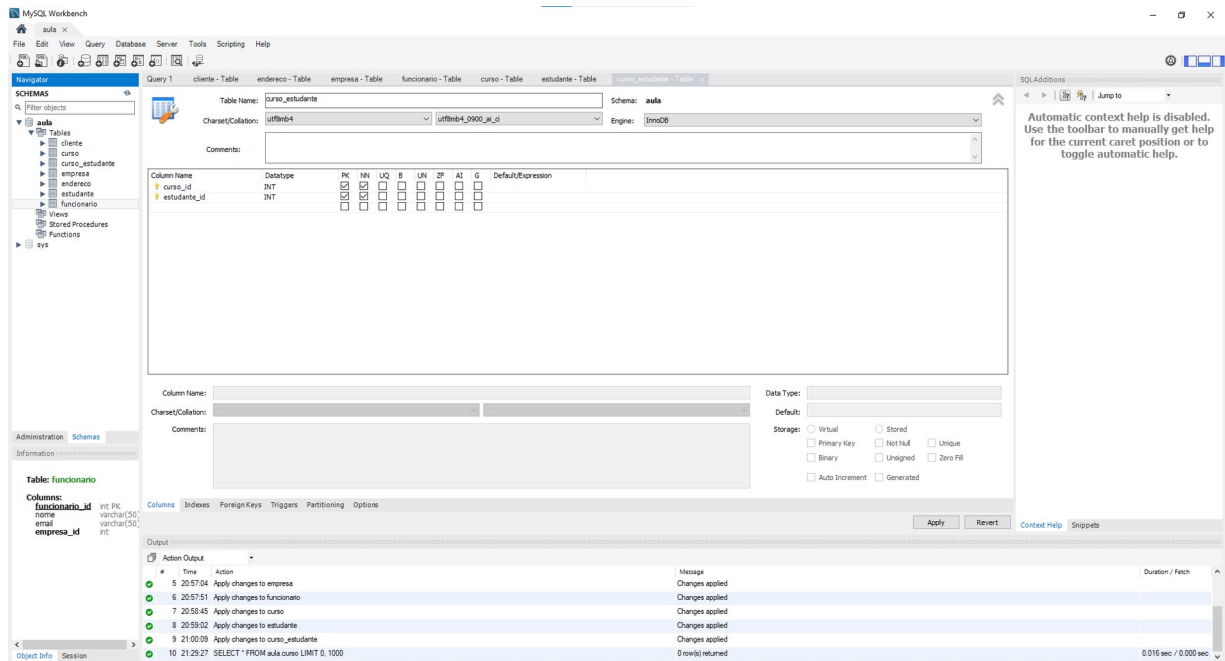 MySQL Workbench
aula
File Edit View Query Database Server Tools Scripting Help
Navigator
SCHEMAS
Filter objects
aula
Tables
cliente
curso
curso_estudante
empresa
endereco
estudante
funcionario
Views
Stored Procedures
Functions
sys
Administration Schemas
Information
Table: funcionario
Columns:
funcionario_id int PK
nome varchar(50)
email varchar(50)
empresa_id int
Object Info Session
Query 1 cliente - Table endereco - Table empresa - Table funcionario - Table curso - Table estudante - Table curso_estudante - Table
Table Name: curso_estudante Schema: aula
Charset/Collation: utf8mb4 utf8mb4_0900_ai_ci Engine: InnoDB
Comments:
Column Name Datatype PK NN UQ B UN ZF AI G Default/Expression
curso_id INT
estudante_id INT
Column Name: Data Type:
Charset/Collation: Default:
Comments: Storage: Virtual Stored
Primary Key Not Null Unique
Binary Unsigned Zero Fill
Auto Increment Generated
Columns Indexes Foreign Keys Triggers Partitioning Options
Apply Revert
Output
Action Output
# Time Action Message Duration / Fetch
5 20:57:04 Apply changes to empresa Changes applied
6 20:57:51 Apply changes to funcionario Changes applied
7 20:58:45 Apply changes to curso Changes applied
8 20:59:02 Apply changes to estudante Changes applied
9 21:00:09 Apply changes to curso_estudante Changes applied
10 21:29:27 SELECT * FROM aula.curso LIMIT 0, 1000 0 row(s) returned 0.016 sec / 0.000 sec
SQLAdditions
Jump to
Automatic context help is disabled.
Use the toolbar to manually get help
for the current caret position or to
toggle automatic help.
Context Help Snippets